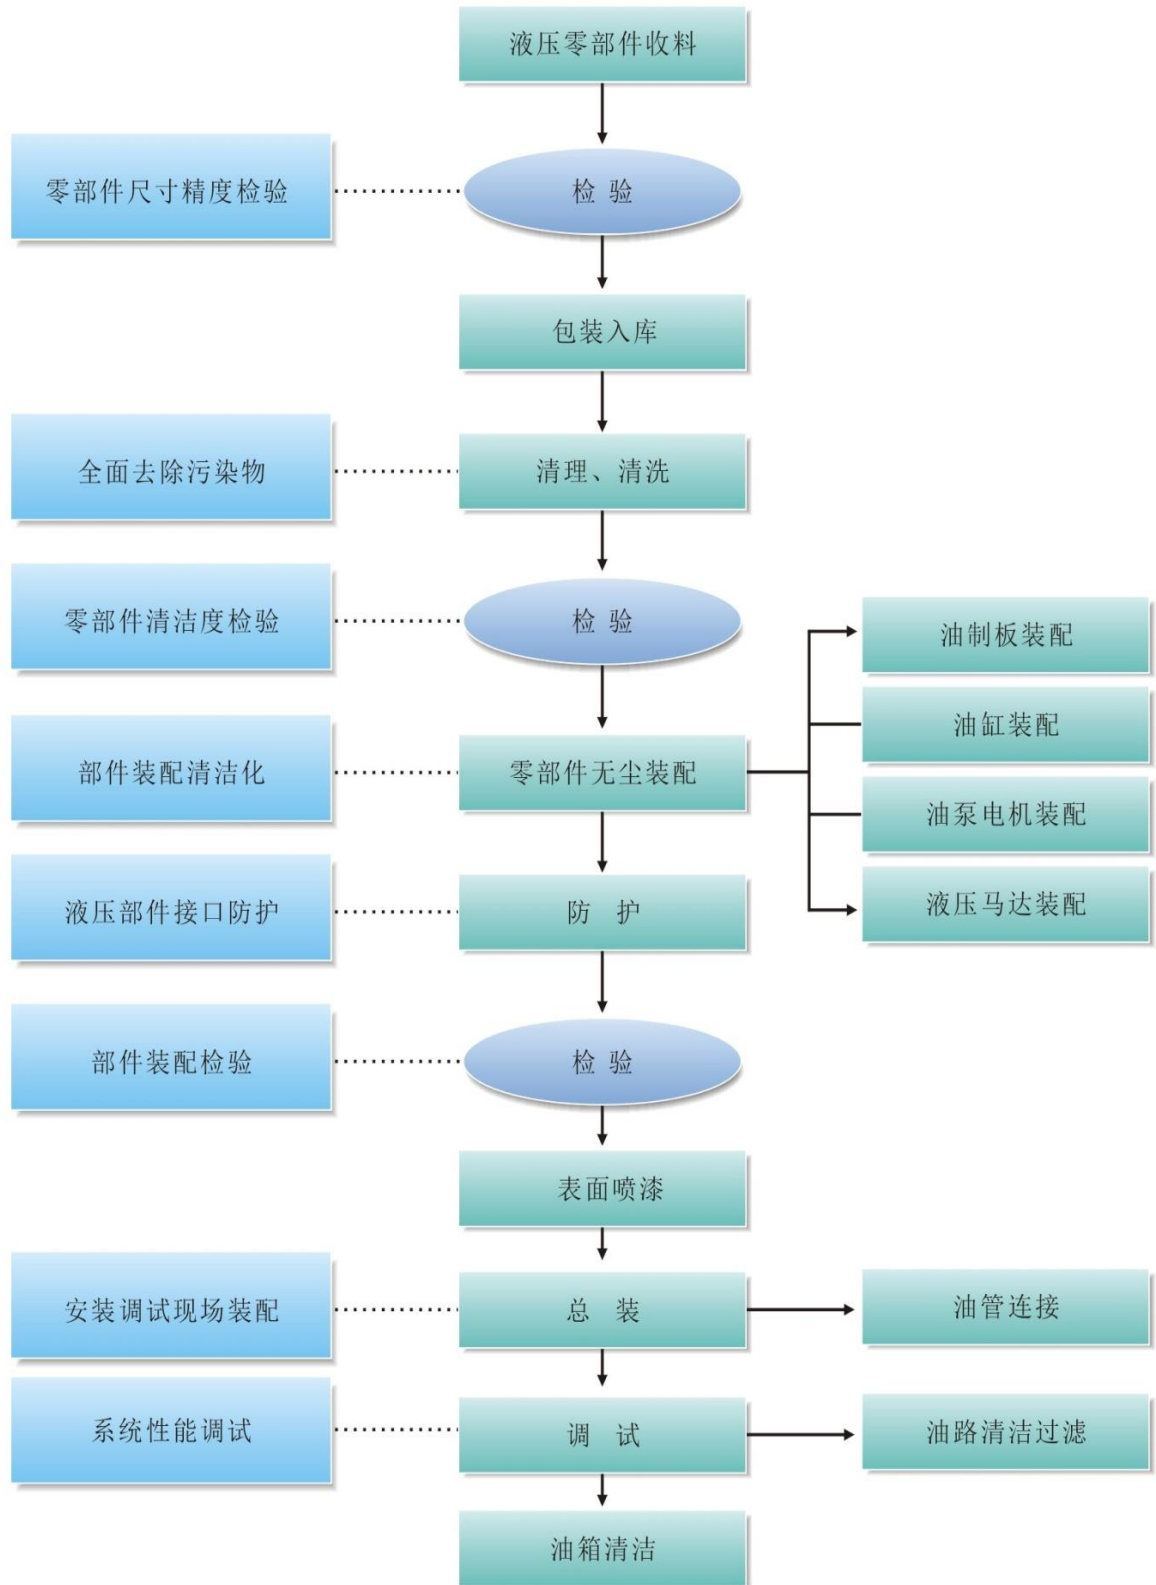 液压零部件收料
零部件尺寸精度检验
检 验
包装入库
全面去除污染物
清理、清洗
零部件清洁度检验
检 验
油制板装配
油缸装配
部件装配清洁化
零部件无尘装配
油泵电机装配
液压部件接口防护
防 护
液压马达装配
部件装配检验
检 验
表面喷漆
安装调试现场装配
总 装
油管连接
系统性能调试
调 试
油路清洁过滤
油箱清洁